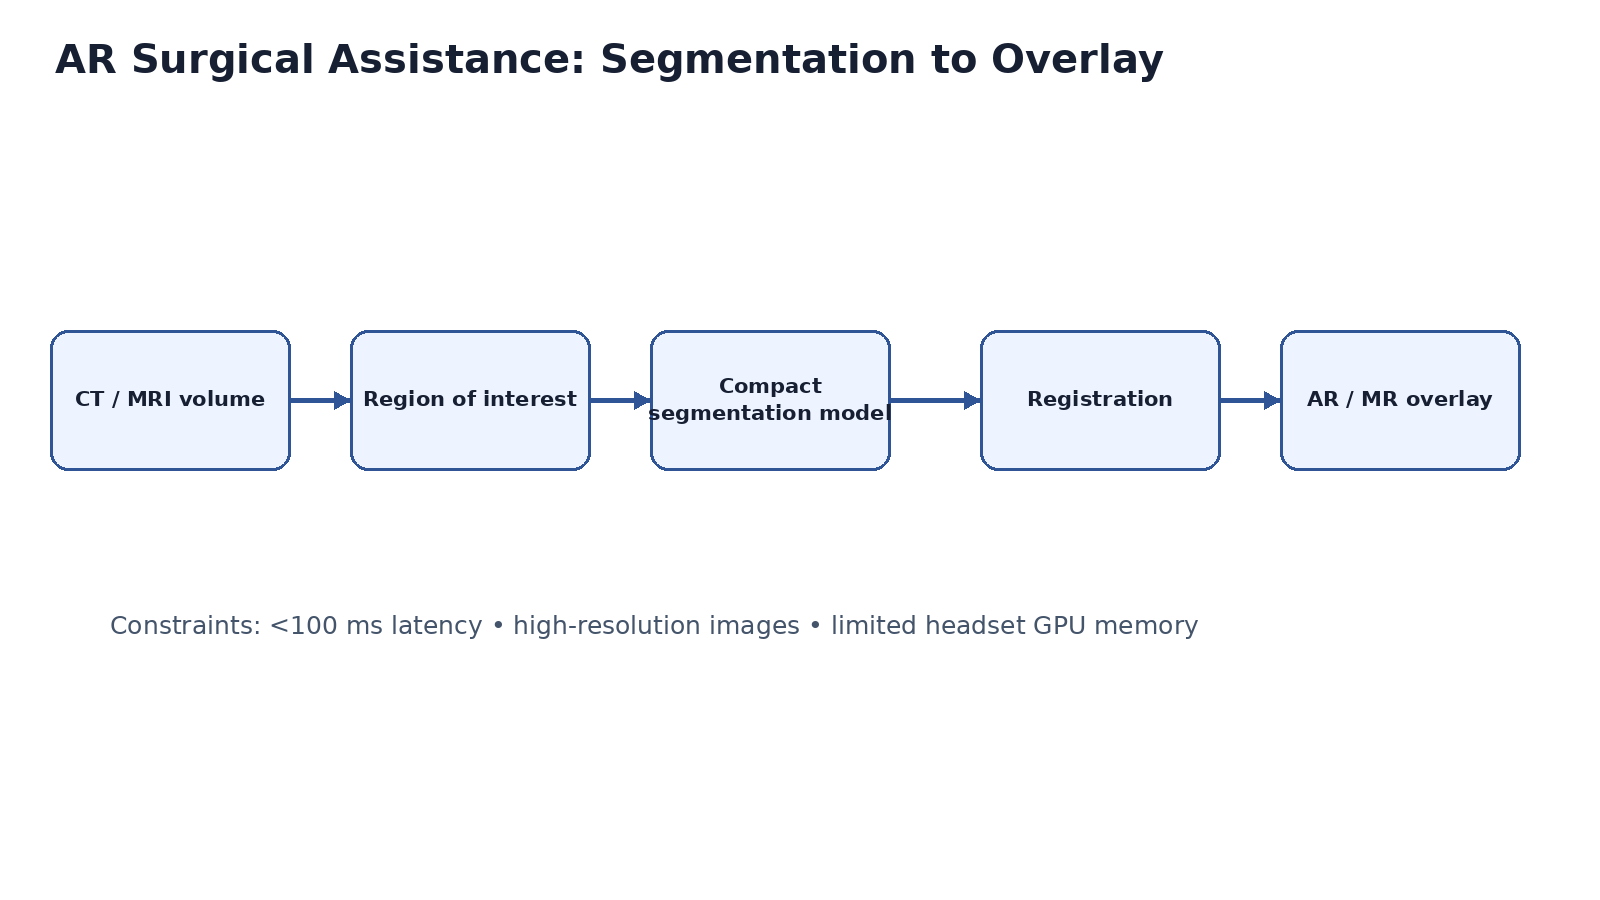 AR Surgical Assistance: Segmentation to Overlay
CT / MRI volume
Region of interest
Compact
segmentation model
Registration
AR / MR overlay
Constraints: <100 ms latency • high-resolution images • limited headset GPU memory